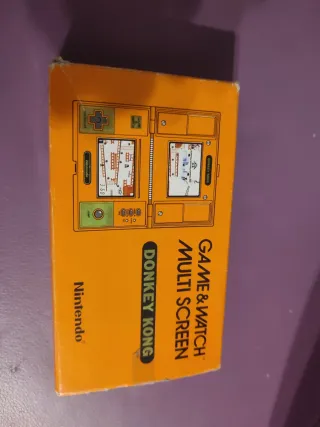 GAME&WATCH
MULTI SCREEN
DONKEY KONG
Nintendo